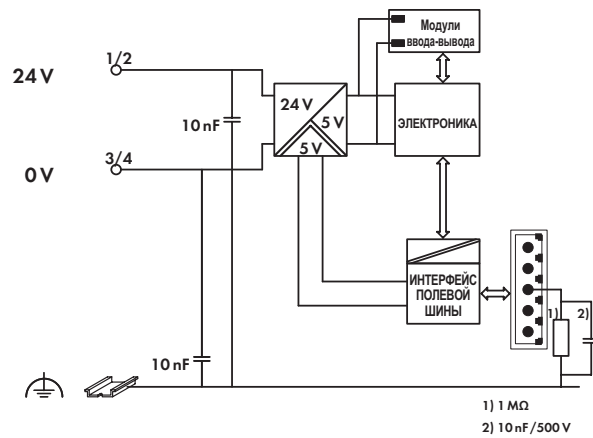 Модули
ввода-вывода
1/2
24 V
24 V
5 V
5 V
10 nF
ЭЛЕКТРОНИКА
3/4
0 V
ИНТЕРФЕЙС
ПОЛЕВОЙ
ШИНЫ
1)
2)
10 nF
1) 1 MΩ
2) 10 nF/500 V